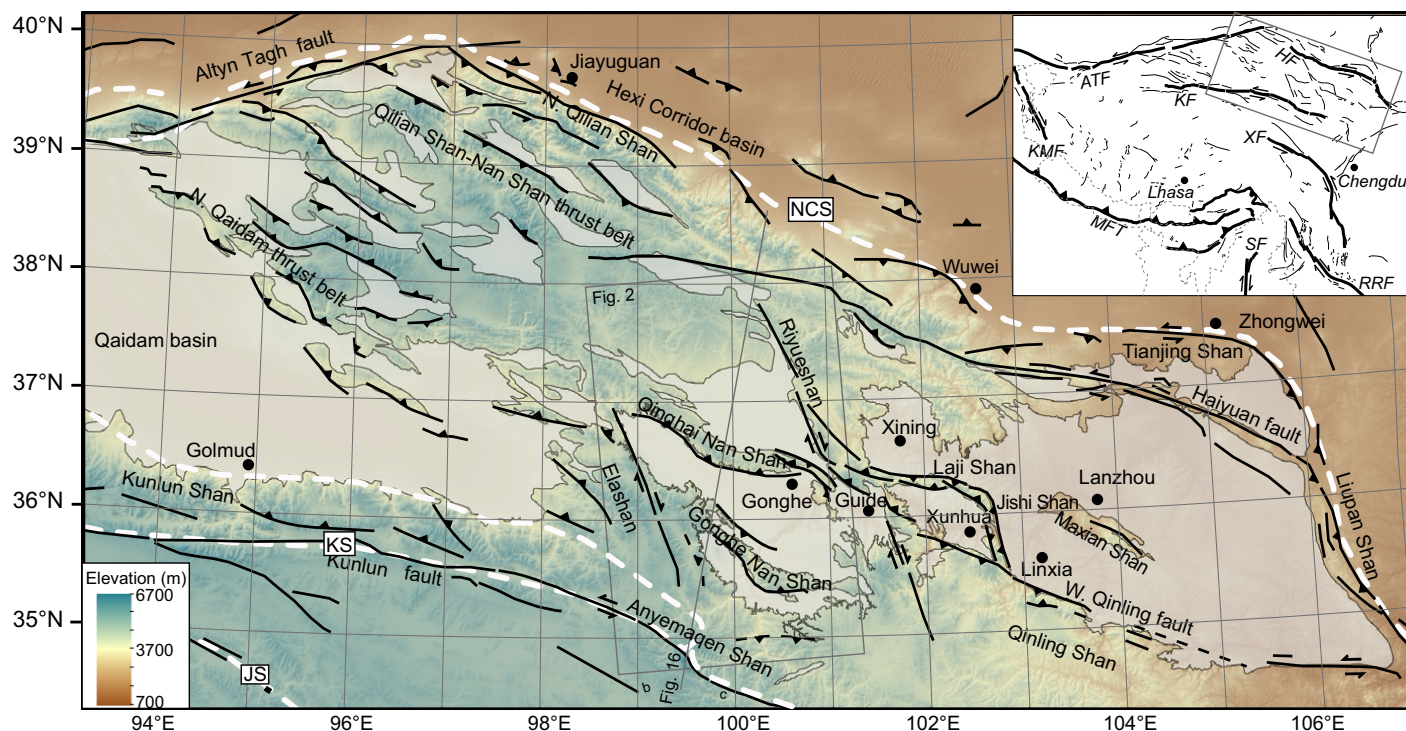 40°N
39°N
38°N
37°N
36°N
35°N
94°E
96°E
98°E
100°E
102°E
104°E
106°E
Altyn Tagh fault
Jiayuguan
Hexi Corridor basin
N. Qilian Shan
Qilian Shan-Nan Shan thrust belt
N. Qaidam thrust belt
NCS
Wuwei
Fig. 2
Riyueshan
Zhongwei
Tianjing Shan
Haiyuan fault
Qaidam basin
Qinghai Nan Shan
Xining
Golmud
Elashan
Laji Shan
Lanzhou
Kunlun Shan
Gonghe
Guide
Jishi Shan
Liupan Shan
Gonghe Nan Shan
Xunhua
Maxian Shan
KS
Kunlun fault
Linxia
W. Qinling fault
Anyemagen Shan
Qinling Shan
Fig. 16
b
c
JS
Elevation (m)
6700
3700
700
ATF
HF
KF
KMF
XF
Lhasa
Chengdu
MFT
SF
RRF